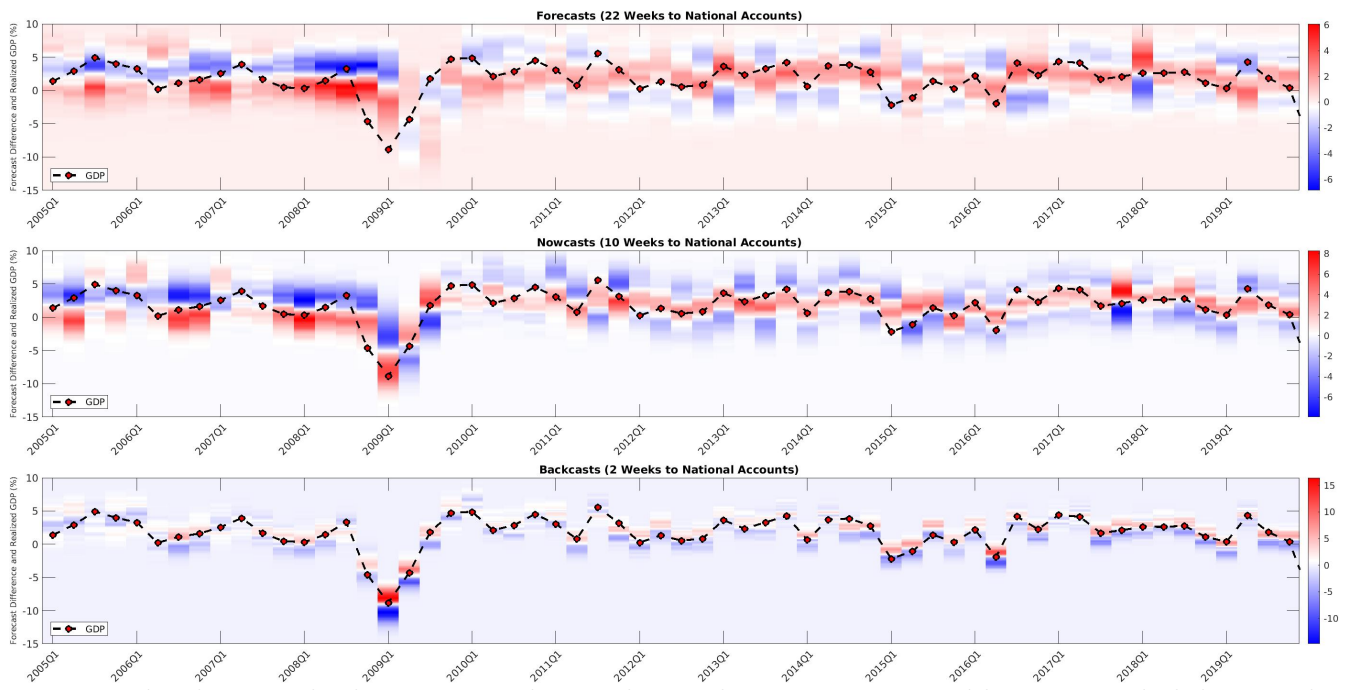 Forecasts (22 Weeks to National Accounts)
Forecast Difference and Realized GDP (%)
10
5
0
-5
-10
-15
GDP
2005Q1
2006Q1
2007Q1
2008Q1
2009Q1
2010Q1
2011Q1
2012Q1
2013Q1
2014Q1
2015Q1
2016Q1
2017Q1
2018Q1
2019Q1
6
4
2
0
-2
-4
-6
Nowcasts (10 Weeks to National Accounts)
Forecast Difference and Realized GDP (%)
10
5
0
-5
-10
-15
GDP
2005Q1
2006Q1
2007Q1
2008Q1
2009Q1
2010Q1
2011Q1
2012Q1
2013Q1
2014Q1
2015Q1
2016Q1
2017Q1
2018Q1
2019Q1
8
6
4
2
0
-2
-4
-6
Backcasts (2 Weeks to National Accounts)
Forecast Difference and Realized GDP (%)
10
5
0
-5
-10
-15
GDP
2005Q1
2006Q1
2007Q1
2008Q1
2009Q1
2010Q1
2011Q1
2012Q1
2013Q1
2014Q1
2015Q1
2016Q1
2017Q1
2018Q1
2019Q1
15
10
5
0
-5
-10